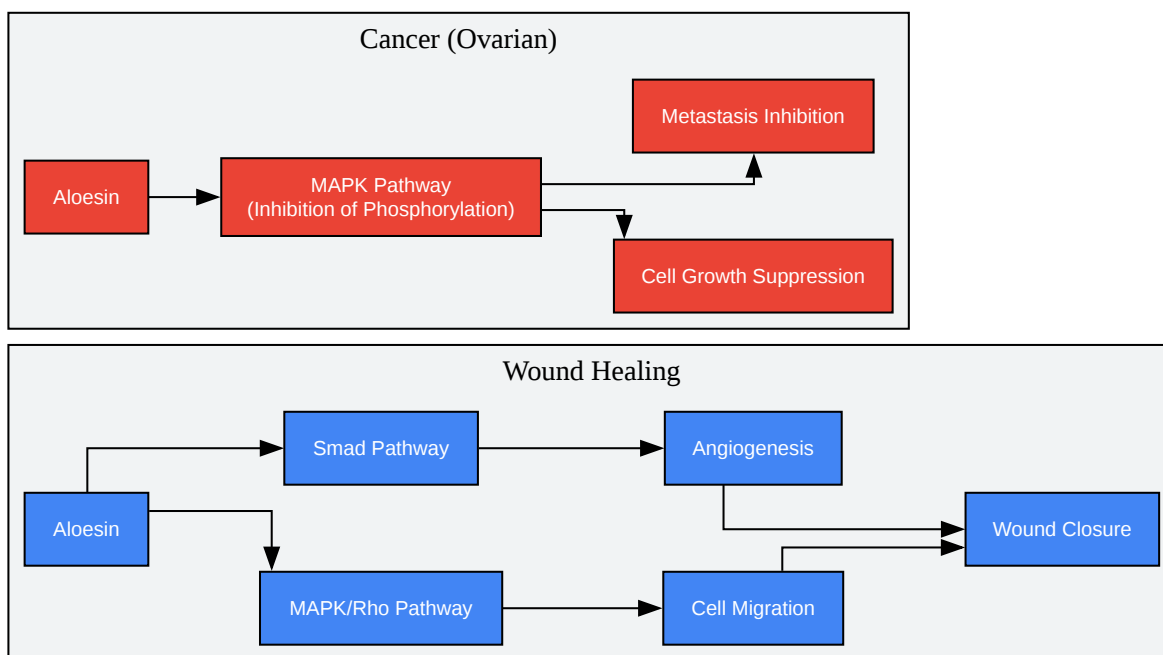 Cancer (Ovarian)
Metastasis Inhibition
Aloesin
MAPK Pathway
(Inhibition of Phosphorylation)
Cell Growth Suppression
Wound Healing
Smad Pathway
Angiogenesis
Aloesin
Wound Closure
MAPK/Rho Pathway
Cell Migration